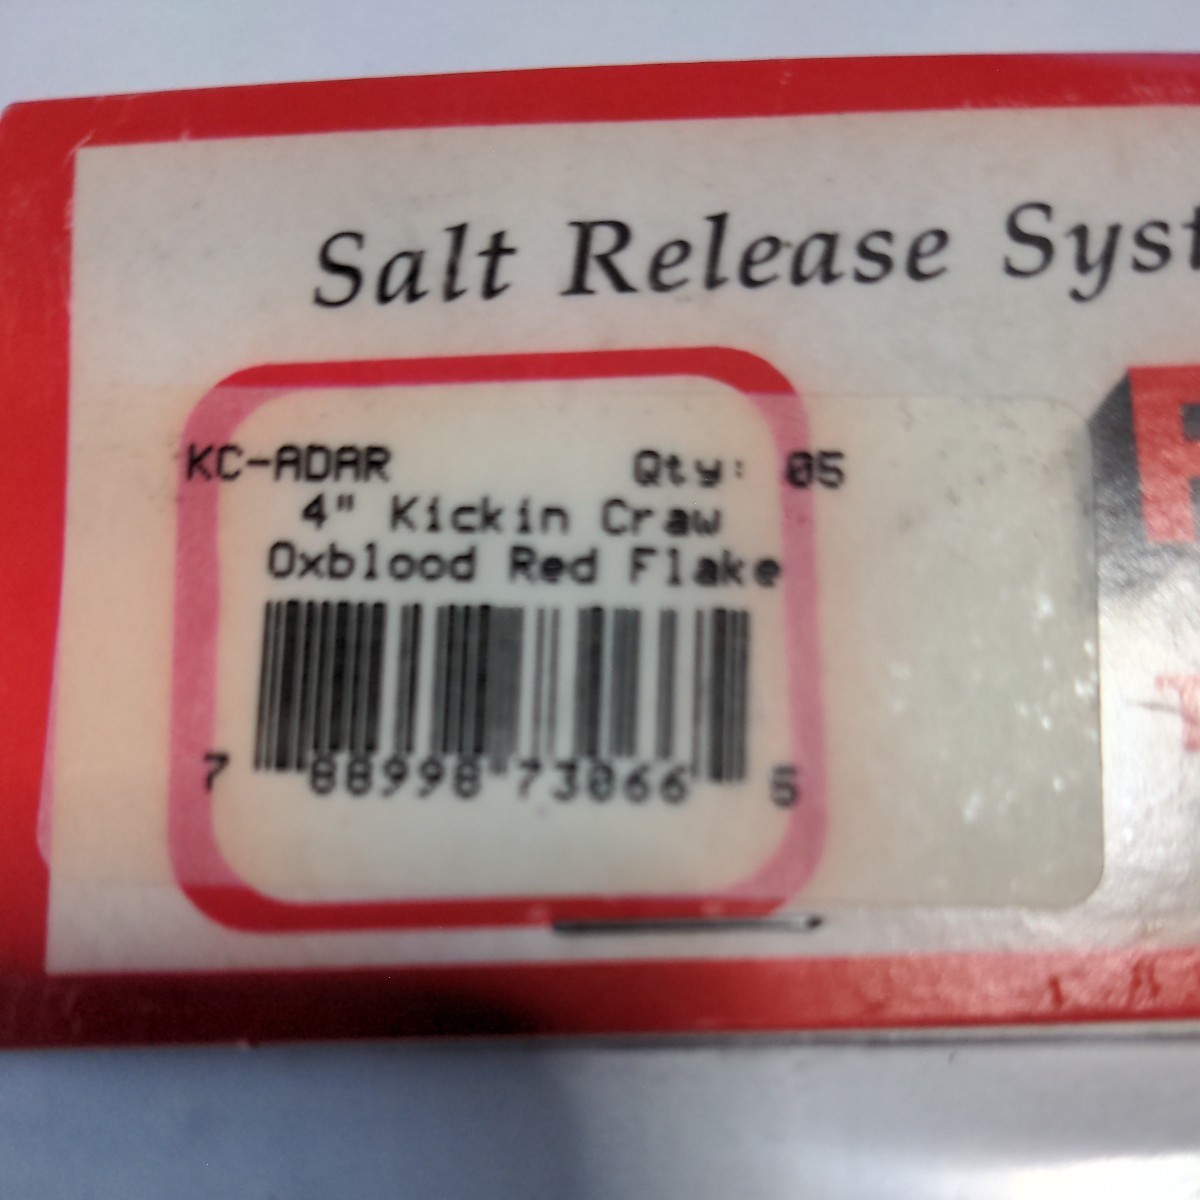 Salt Release Syst
KC-ADAR Qty: 05
4" Kickin Craw
Oxblood Red Flake
7 88998 73066 5